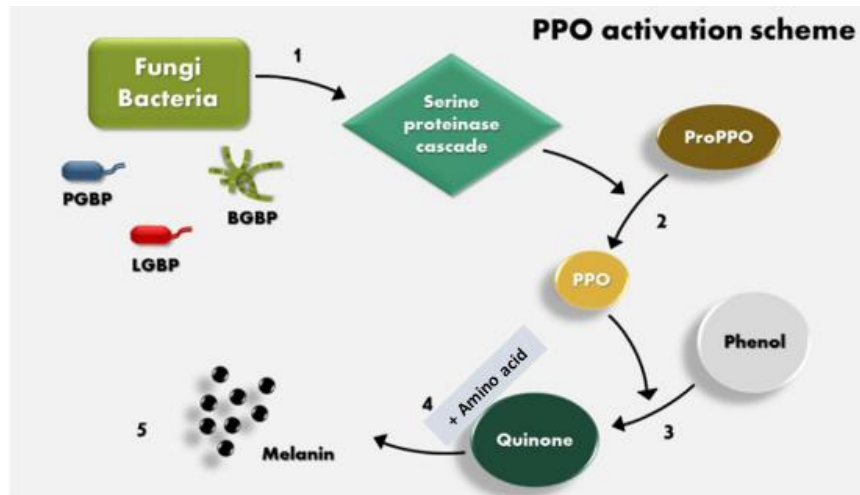 PPO activation scheme
1
Fungi
Bacteria
Serine
proteinase
cascade
ProPPO
PGBP
BGBP
LGBP
2
PPO
Phenol
+ Amino acid
4
3
5
Quinone
Melanin